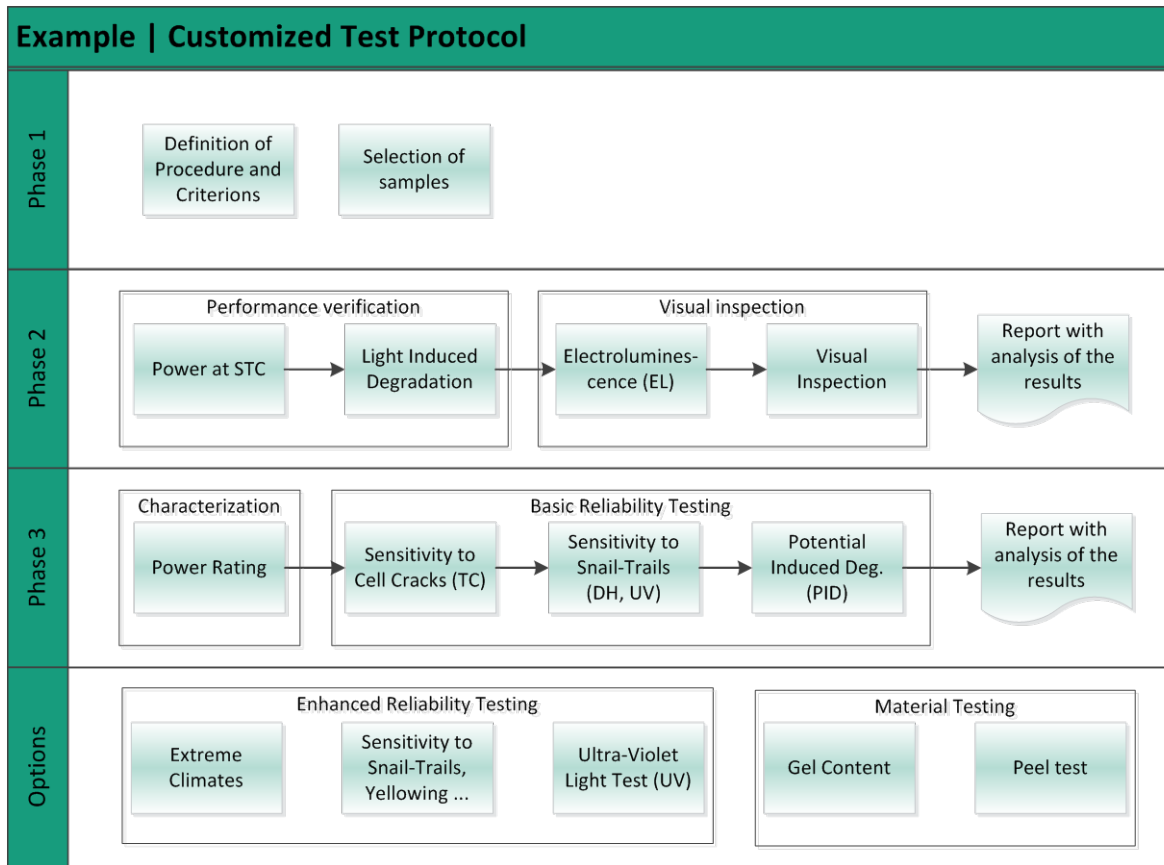 Example | Customized Test Protocol
Phase 1
Definition of
Procedure and
Criterions
Selection of
samples
Phase 2
Performance verification
Power at STC
Light Induced
Degradation
Visual inspection
Electrolumines-
cence (EL)
Visual
Inspection
Report with
analysis of the
results
Phase 3
Characterization
Power Rating
Basic Reliability Testing
Sensitivity to
Cell Cracks (TC)
Sensitivity to
Snail-Trails
(DH, UV)
Potential
Induced Deg.
(PID)
Report with
analysis of the
results
Options
Enhanced Reliability Testing
Extreme
Climates
Sensitivity to
Snail-Trails,
Yellowing ...
Ultra-Violet
Light Test (UV)
Material Testing
Gel Content
Peel test